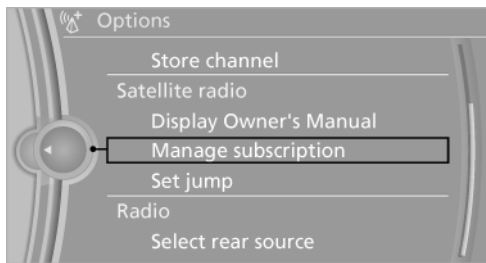 Options
Store channel
Satellite radio
Display Owner's Manual
Manage subscription
Set jump
Radio
Select rear source